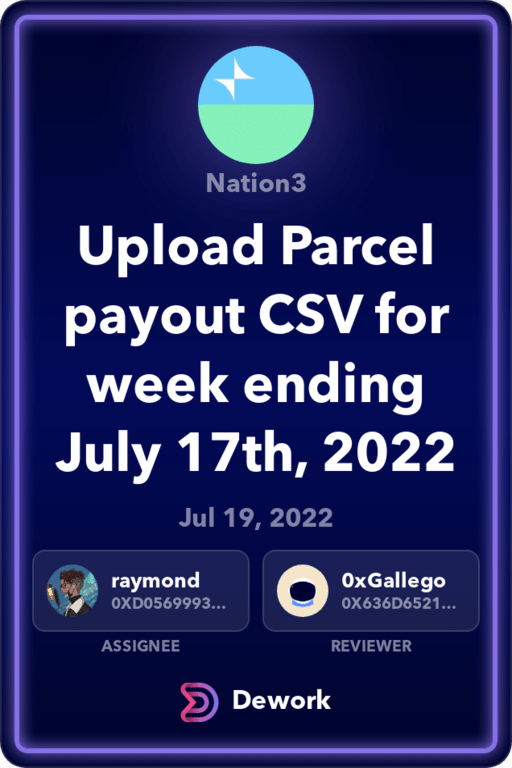 Nation3
Upload Parcel
payout CSV for
week ending
July 17th, 2022
Jul 19, 2022
raymond
0XD0569993...
ASSIGNEE
0xGallego
0X636D6521...
REVIEWER
Dework